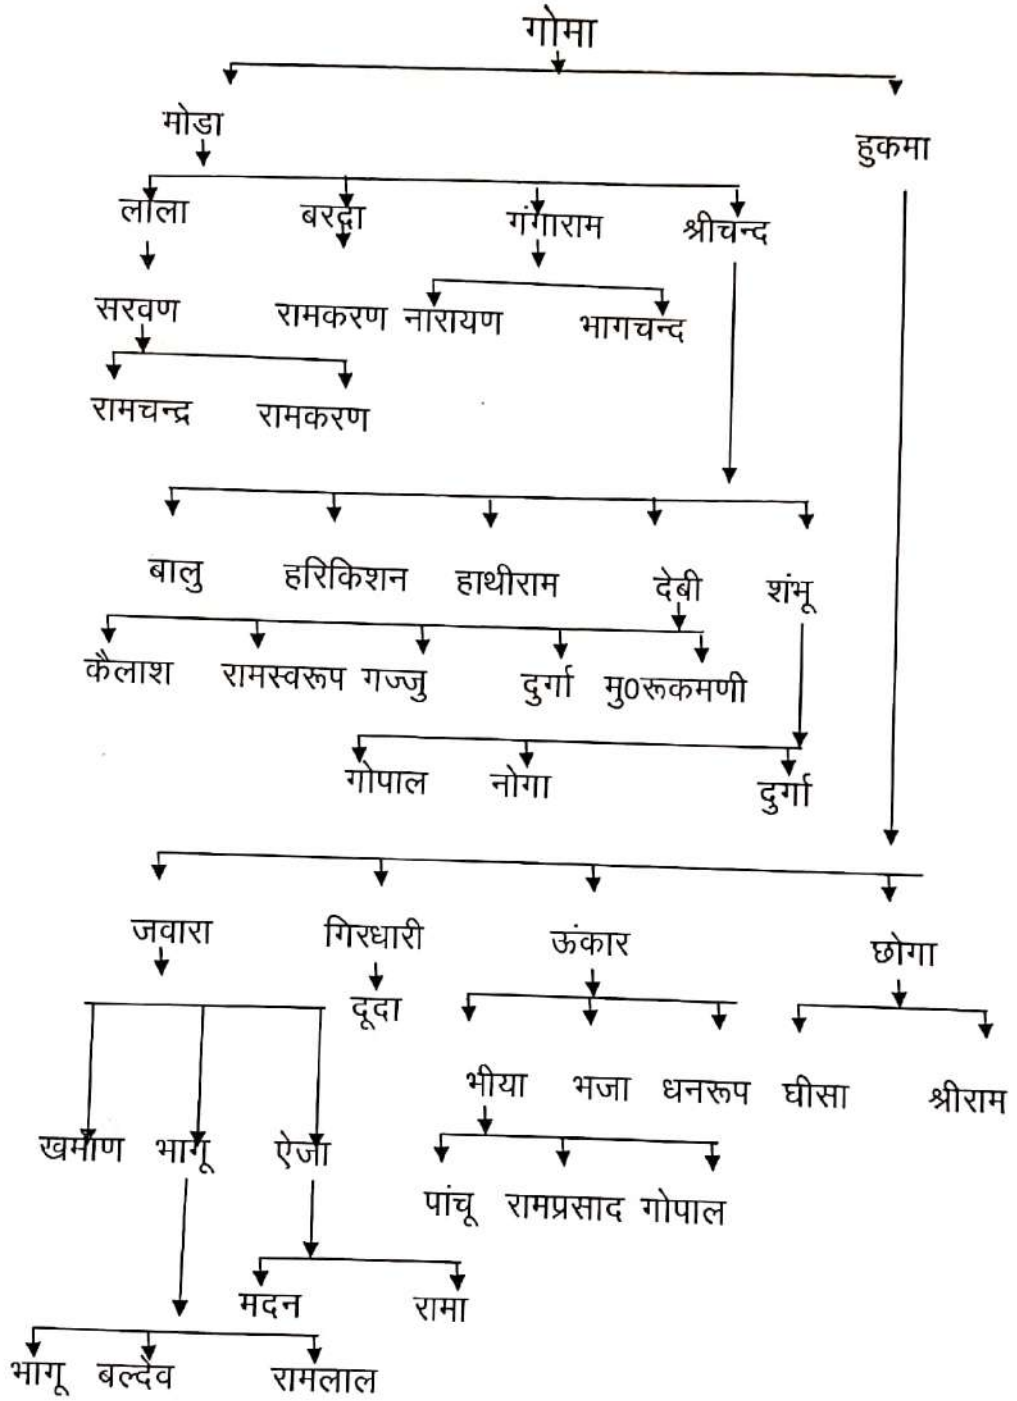 गोमा
मोडा
हुकमा
लाला बरदा गंगाराम श्रीचन्द
सरवण रामकरण नारायण भागचन्द
रामचन्द्र रामकरण
बालु हरिकिशन हाथीराम देबी शंभू
कैलाश रामस्वरूप गज्जु दुर्गा मु0रूकमणी
गोपाल नोगा दुर्गा
जवारा गिरधारी ऊंकार छोगा
दूदा
भीया भजा धनरूप घीसा श्रीराम
खमाण भागू ऐजा
पांचू रामप्रसाद गोपाल
मदन रामा
भागू बल्देव रामलाल